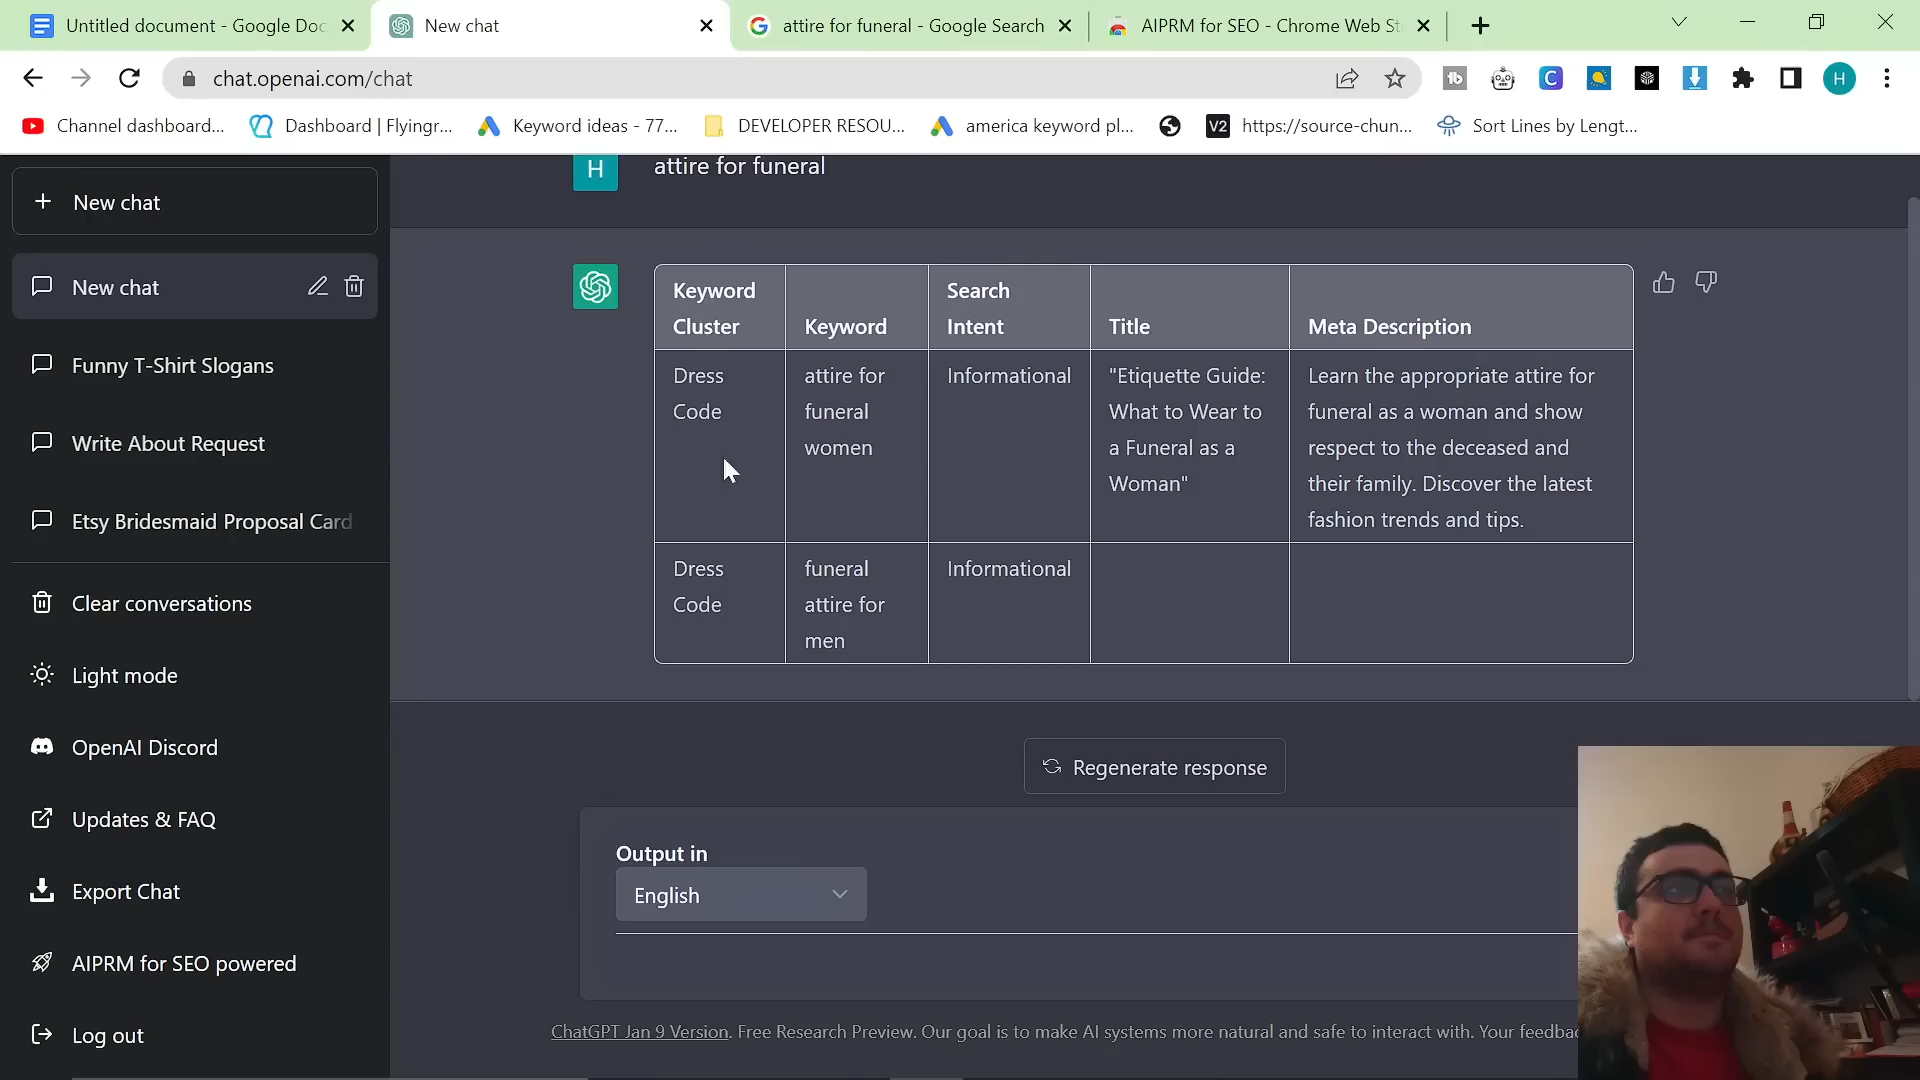 Untitled document - Google Doc
New chat
attire for funeral - Google Search
AIPRM for SEO - Chrome Web St
chat.openai.com/chat
H
Channel dashboard...
Dashboard | Flyingr...
Keyword ideas - 77...
DEVELOPER RESOU...
america keyword pl...
V2
https://source-chun...
Sort Lines by Lengt...
New chat
New chat
Funny T-Shirt Slogans
Write About Request
Etsy Bridesmaid Proposal Card
Clear conversations
Light mode
OpenAI Discord
Updates & FAQ
Export Chat
AIPRM for SEO powered
Log out
H
attire for funeral
Keyword Cluster
Keyword
Search Intent
Title
Meta Description
Dress
Code
attire for
funeral
women
Informational
"Etiquette Guide:
What to Wear to
a Funeral as a
Woman"
Learn the appropriate attire for
funeral as a woman and show
respect to the deceased and
their family. Discover the latest
fashion trends and tips.
Dress
Code
funeral
attire for
men
Informational
Regenerate response
Output in
English
ChatGPT Jan 9 Version. Free Research Preview. Our goal is to make AI systems more natural and safe to interact with. Your feedbac